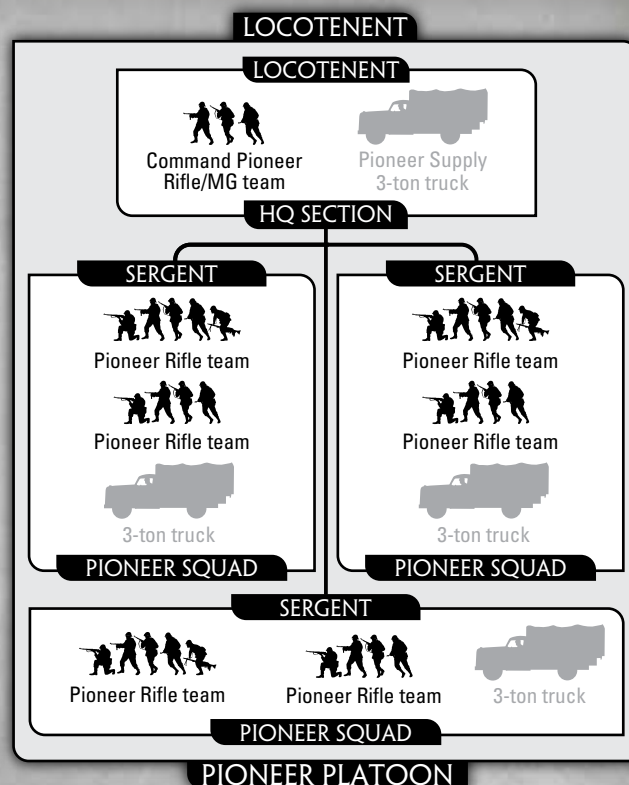 LOCOTENENT
LOCOTENENT
Command Pioneer
Rifle/MG team
Pioneer Supply
3-ton truck
HQ SECTION
SERGENT
Pioneer Rifle team
Pioneer Rifle team
3-ton truck
PIONEER SQUAD
SERGENT
Pioneer Rifle team
Pioneer Rifle team
3-ton truck
PIONEER SQUAD
SERGENT
Pioneer Rifle team
Pioneer Rifle team
3-ton truck
PIONEER SQUAD
PIONEER PLATOON